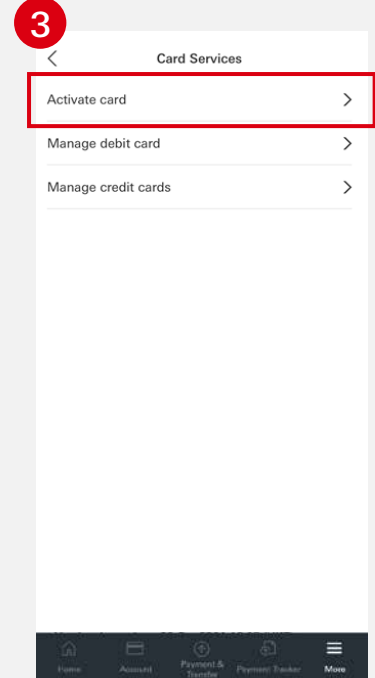 3
Card Services
Activate card
Manage debit card
Manage credit cards
Home
Account
Payment &
Transfer
Payment Tracker
More